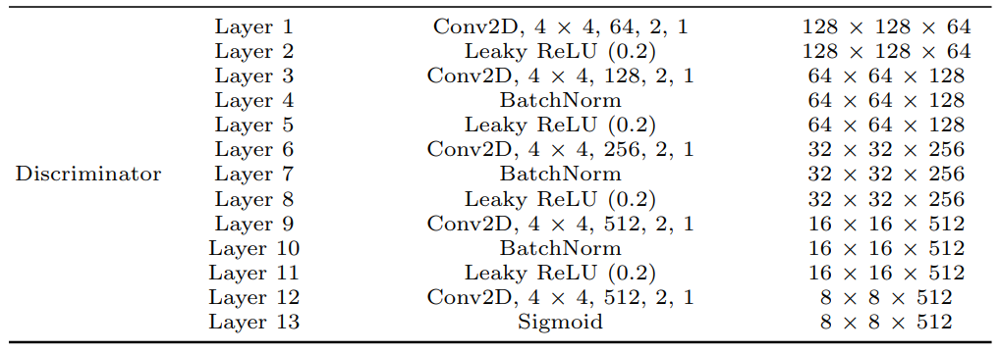 Layer 1 Conv2D, 4 × 4, 64, 2, 1 128 × 128 × 64
Layer 2 Leaky ReLU (0.2) 128 × 128 × 64
Layer 3 Conv2D, 4 × 4, 128, 2, 1 64 × 64 × 128
Layer 4 BatchNorm 64 × 64 × 128
Layer 5 Leaky ReLU (0.2) 64 × 64 × 128
Layer 6 Conv2D, 4 × 4, 256, 2, 1 32 × 32 × 256
Discriminator Layer 7 BatchNorm 32 × 32 × 256
Layer 8 Leaky ReLU (0.2) 32 × 32 × 256
Layer 9 Conv2D, 4 × 4, 512, 2, 1 16 × 16 × 512
Layer 10 BatchNorm 16 × 16 × 512
Layer 11 Leaky ReLU (0.2) 16 × 16 × 512
Layer 12 Conv2D, 4 × 4, 512, 2, 1 8 × 8 × 512
Layer 13 Sigmoid 8 × 8 × 512